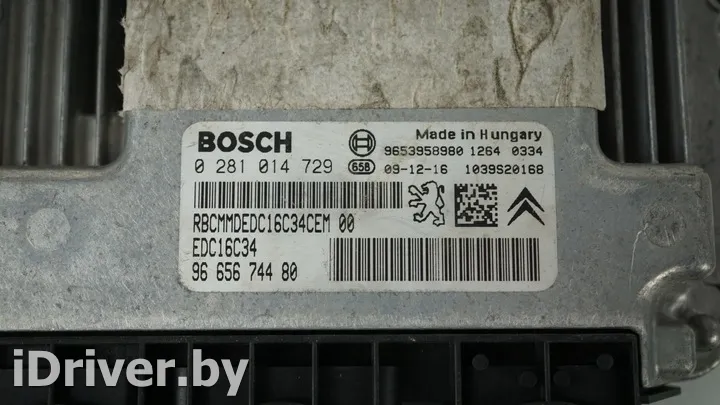 BOSCH
Made in Hungary
9653958980 1264 0334
0 281 014 729
658
09-12-16 1039S20168
RBCMMDEDC16C34CEM 00
EDC16C34
96 656 744 80
iDriver.by